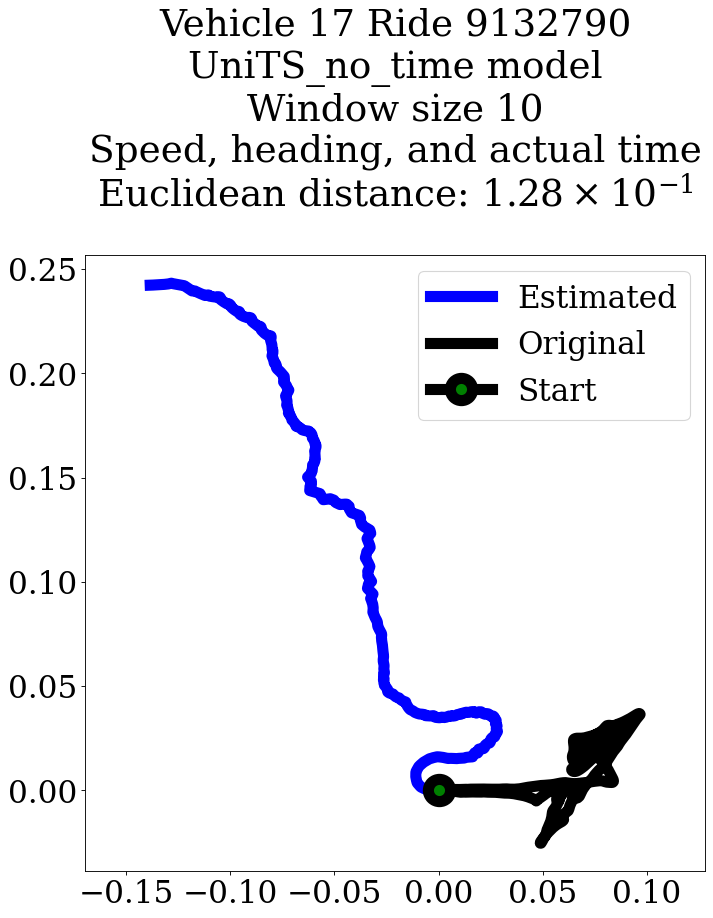 Vehicle 17 Ride 9132790
UniTS_no_time model
Window size 10
Speed, heading, and actual time
Euclidean distance: 1.28 × 10⁻¹
Estimated
Original
Start
0.25
0.20
0.15
0.10
0.05
0.00
−0.15 −0.10 −0.05 0.00 0.05 0.10